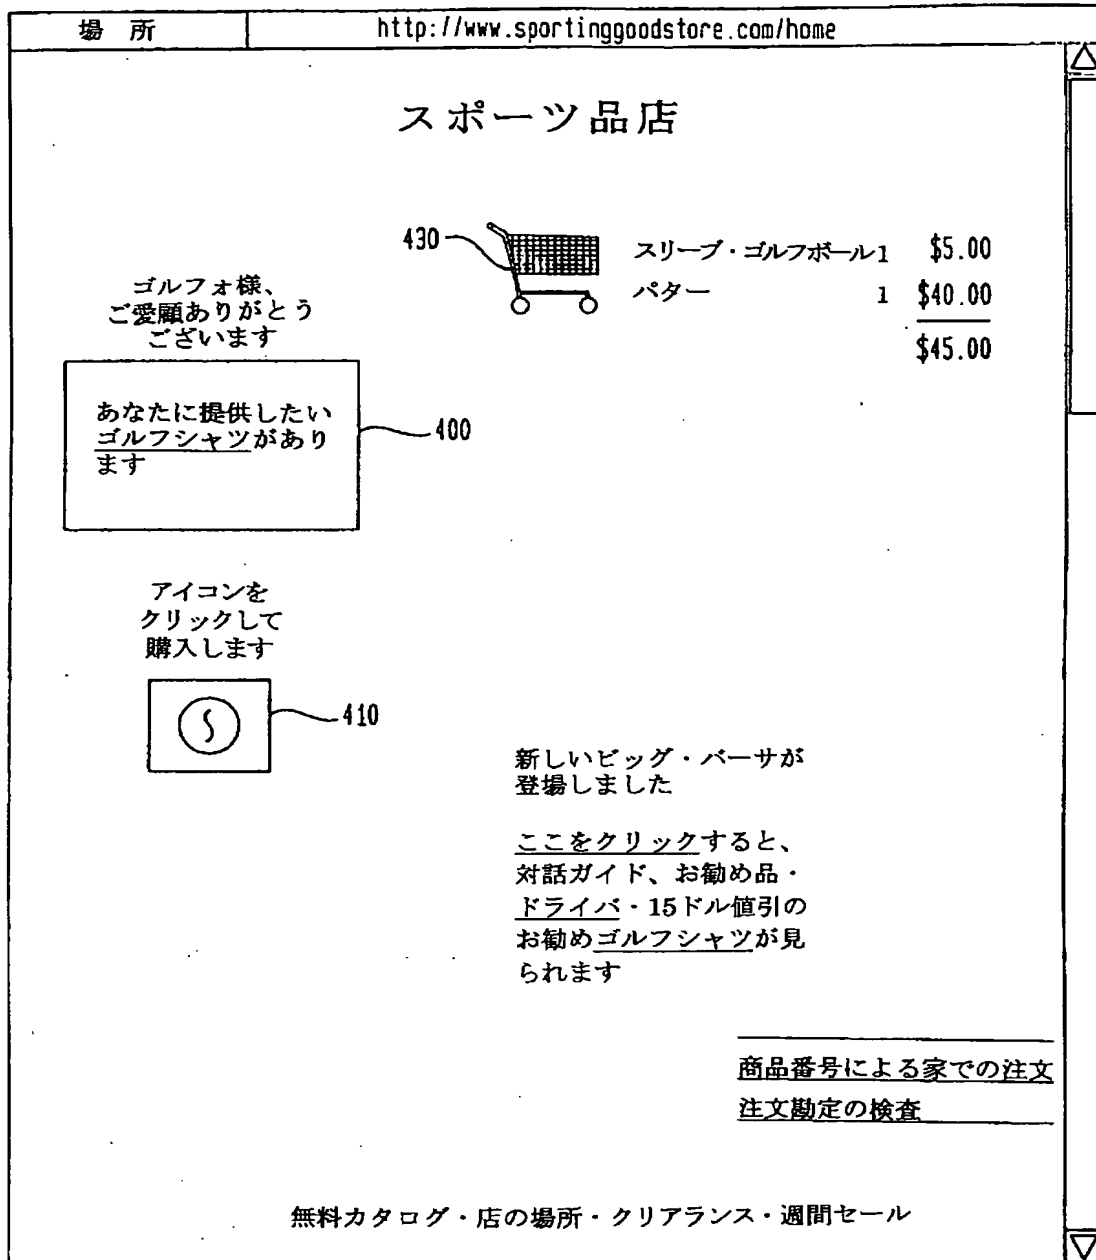 場所 http://www.sportinggoodstore.com/home
スポーツ品店
430
スリーブ・ゴルフボール1 $5.00
パター 1 $40.00
$45.00
ゴルフォ様、
ご愛顧ありがとう
ございます
あなたに提供したい
ゴルフシャツがあり
ます
400
アイコンを
クリックして
購入します
410
新しいビッグ・バーサが
登場しました
ここをクリックすると、
対話ガイド、お勧め品・
ドライバ・15ドル値引の
お勧めゴルフシャツが見
られます
商品番号による家での注文
注文勘定の検査
無料カタログ・店の場所・クリアランス・週間セール